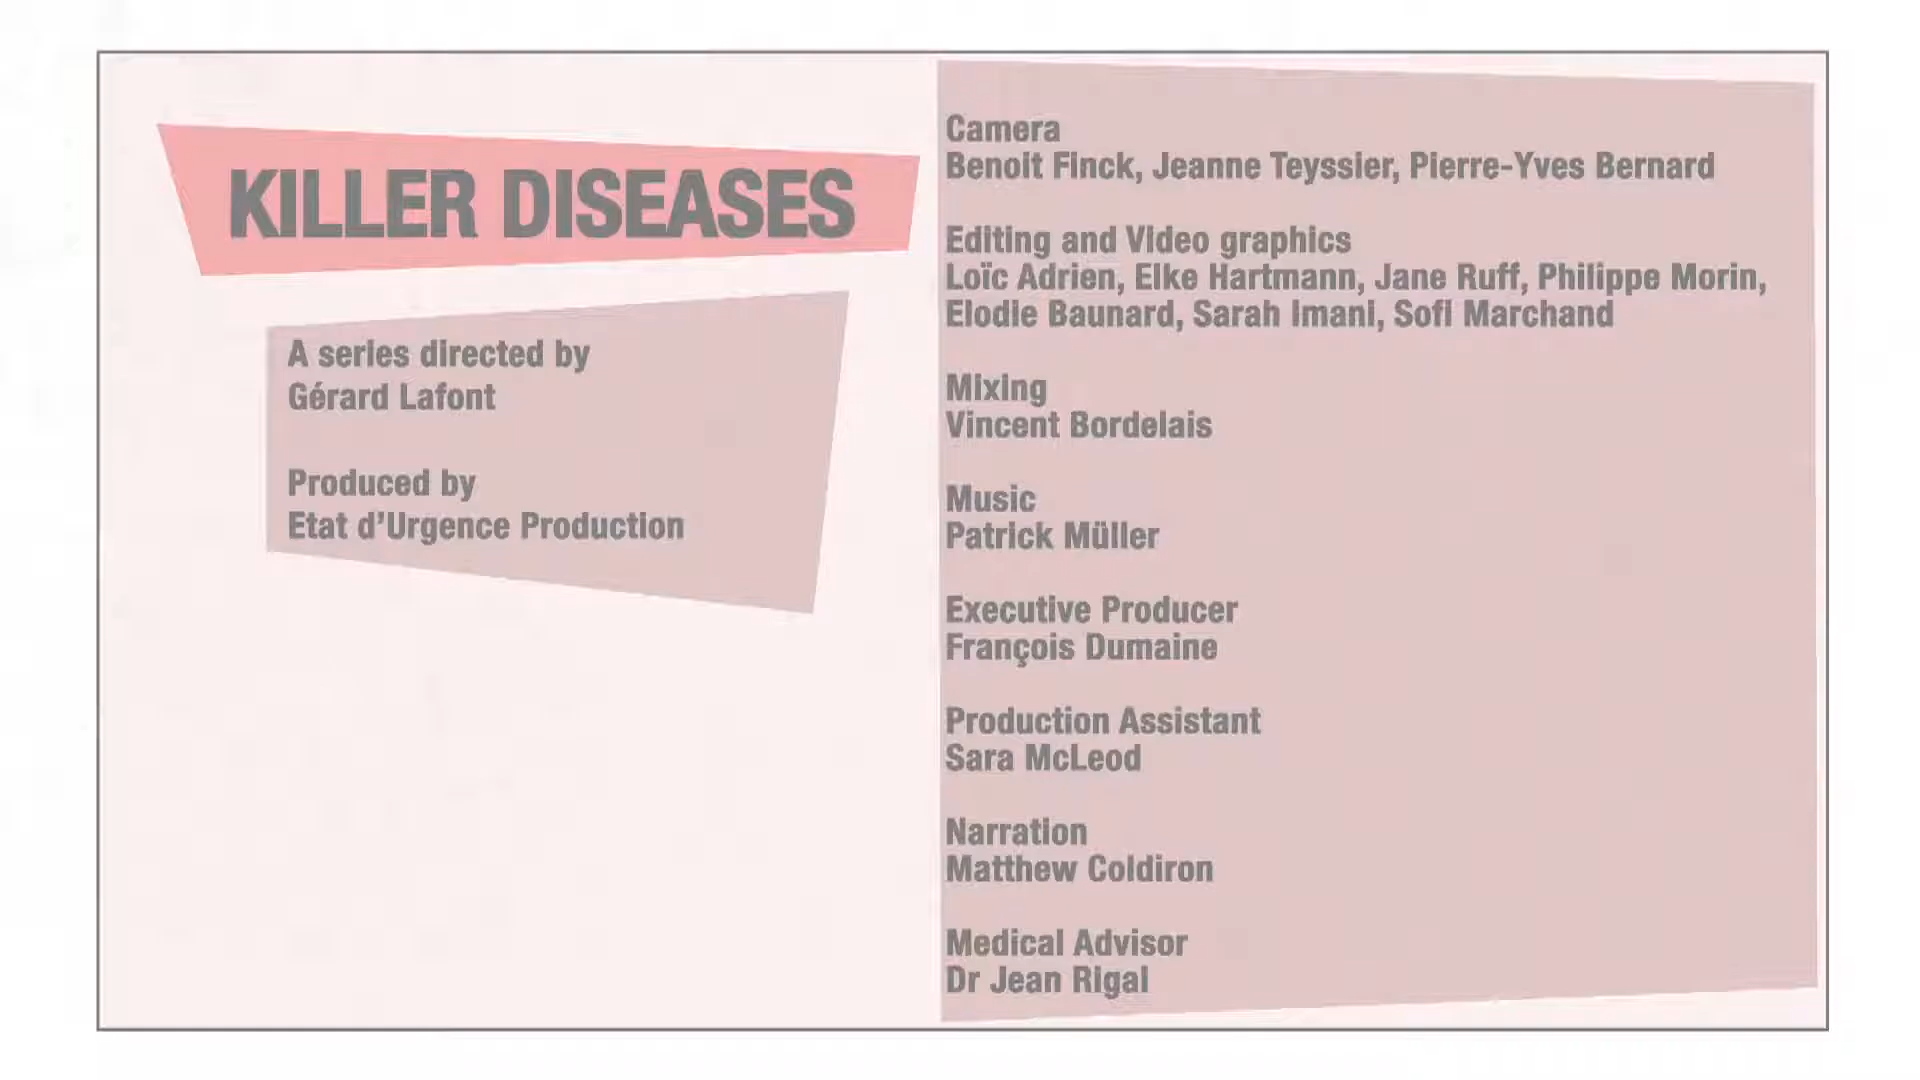 KILLER DISEASES
A series directed by
Gérard Lafont
Produced by
Etat d'Urgence Production
Camera
Benoit Finck, Jeanne Teyssier, Pierre-Yves Bernard
Editing and Video graphics
Loïc Adrien, Elke Hartmann, Jane Ruff, Philippe Morin,
Elodie Baunard, Sarah Imani, Sofi Marchand
Mixing
Vincent Bordelais
Music
Patrick Müller
Executive Producer
François Dumaine
Production Assistant
Sara McLeod
Narration
Matthew Coldiron
Medical Advisor
Dr Jean Rigal